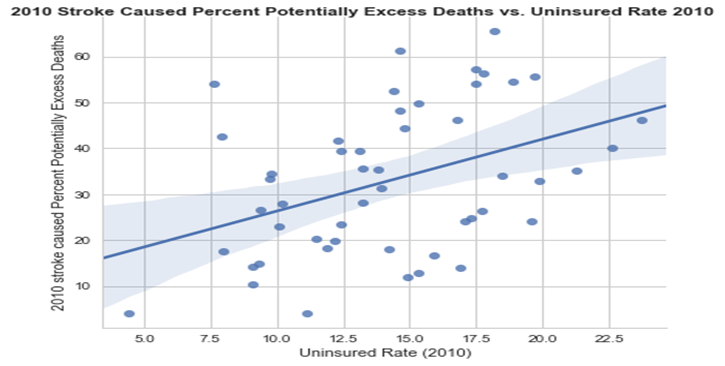 2010 Stroke Caused Percent Potentially Excess Deaths vs. Uninsured Rate 2010
2010 stroke caused Percent Potentially Excess Deaths
60
50
40
30
20
10
5.0 7.5 10.0 12.5 15.0 17.5 20.0 22.5
Uninsured Rate (2010)